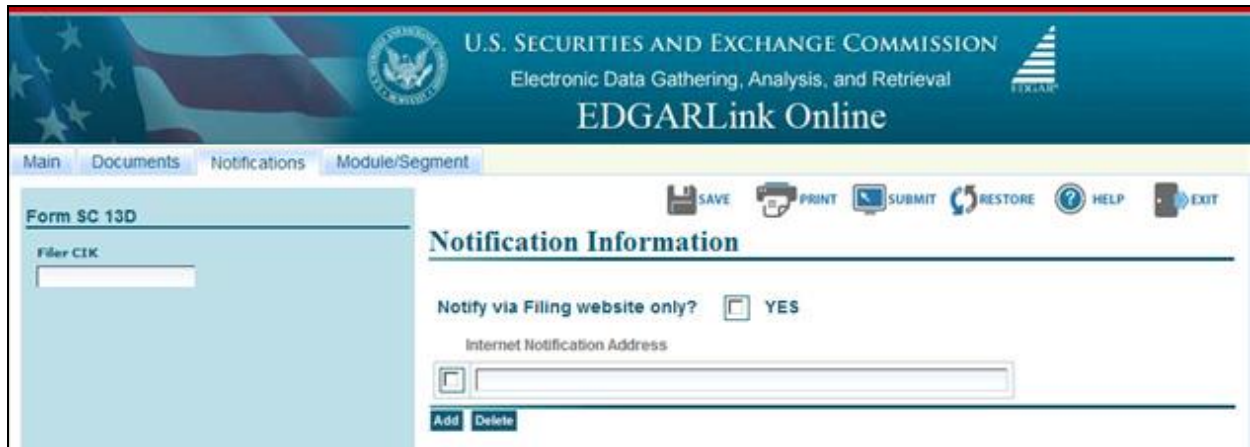 U.S. SECURITIES AND EXCHANGE COMMISSION
Electronic Data Gathering, Analysis, and Retrieval
EDGAR
EDGARLink Online
Main Documents Notifications Module/Segment
SAVE PRINT SUBMIT RESTORE HELP EXIT
Form SC 13D
Filer CIK
Notification Information
Notify via Filing website only? YES
Internet Notification Address
Add Delete